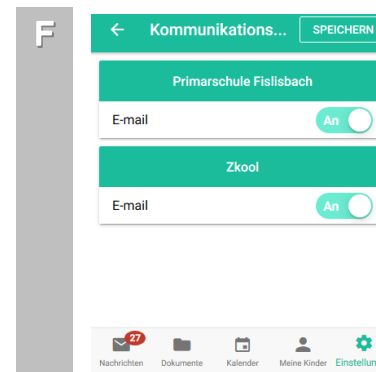 F
Kommunikations... SPEICHERN
Primarschule Fislisbach
E-mail An
Zkool
E-mail An
27
Nachrichten Dokumente Kalender Meine Kinder Einstellun